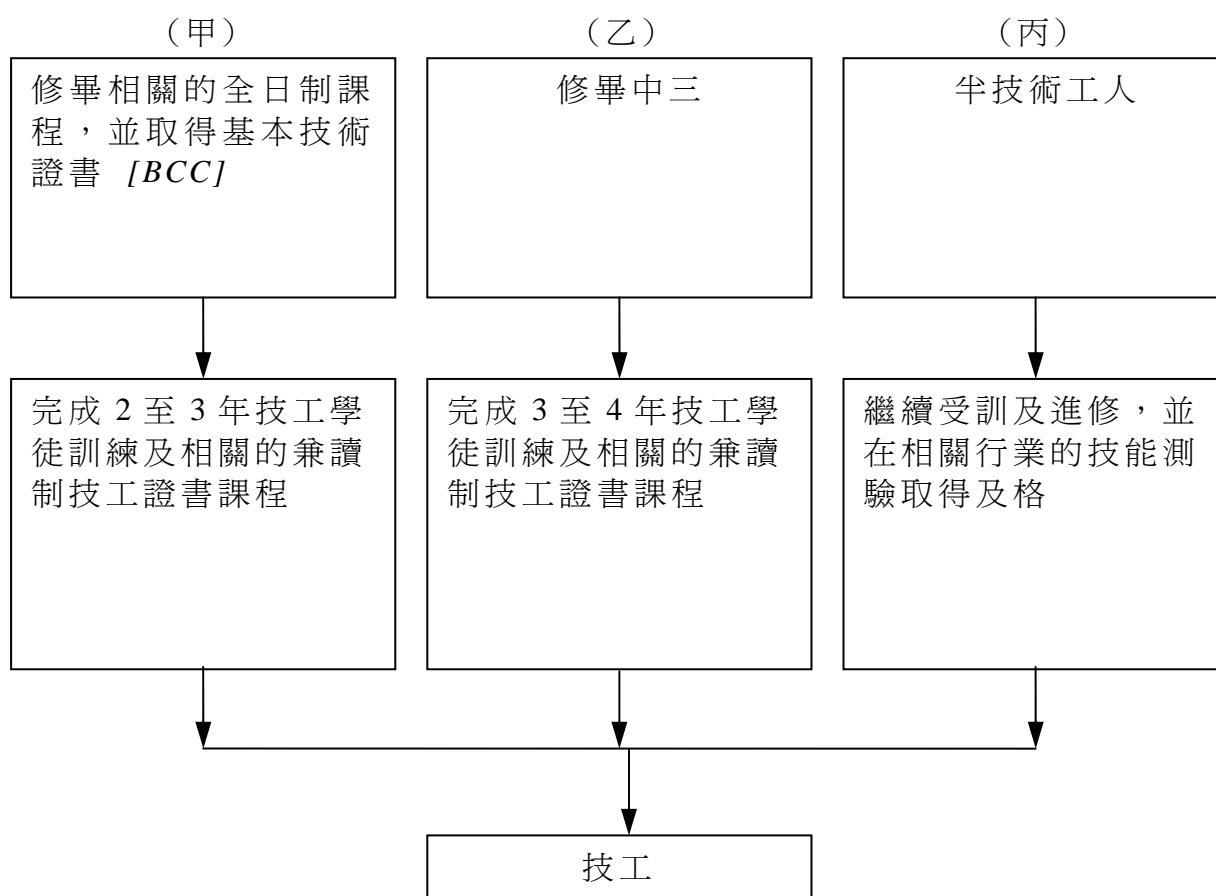 （甲）
修畢相關的全日制課
程，並取得基本技術
證書 [BCC]
（乙）
修畢中三
（丙）
半技術工人
完成 2 至 3 年技工學
徒訓練及相關的兼讀
制技工證書課程
完成 3 至 4 年技工學
徒訓練及相關的兼讀
制技工證書課程
繼續受訓及進修，並
在相關行業的技能測
驗取得及格
技工